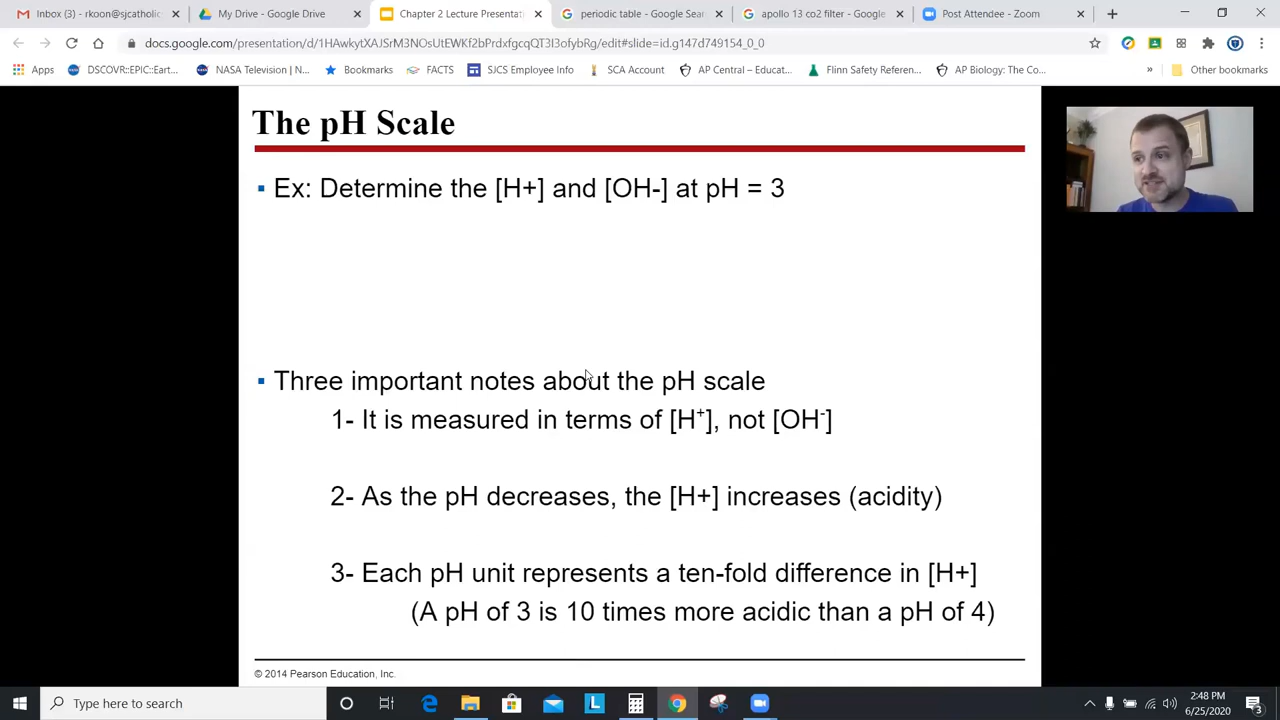 Inbox (3) - rkoon@sjcatholic
My Drive - Google Drive
Chapter 2 Lecture Presentati
periodic table - Google Sear
apollo 13 co2 filter - Google
Post Attendee - Zoom
docs.google.com/presentation/d/1HAwkytXAJSrM3NOcUtEWKf2bPrdxfgcqQT3I3ofybRg/edit#slide=id.g147d749154_0_0
Apps
DSCOVR::EPIC::Eart...
NASA Television | N...
Bookmarks
FACTS
SJCS Employee Info
SCA Account
AP Central – Educat...
Flinn Safety Referen...
AP Biology: The Co...
»
Other bookmarks
The pH Scale
▪ Ex: Determine the [H+] and [OH-] at pH = 3
▪ Three important notes about the pH scale
1- It is measured in terms of [H⁺], not [OH⁻]
2- As the pH decreases, the [H+] increases (acidity)
3- Each pH unit represents a ten-fold difference in [H+]
(A pH of 3 is 10 times more acidic than a pH of 4)
© 2014 Pearson Education, Inc.
Type here to search
2:48 PM
6/25/2020
3